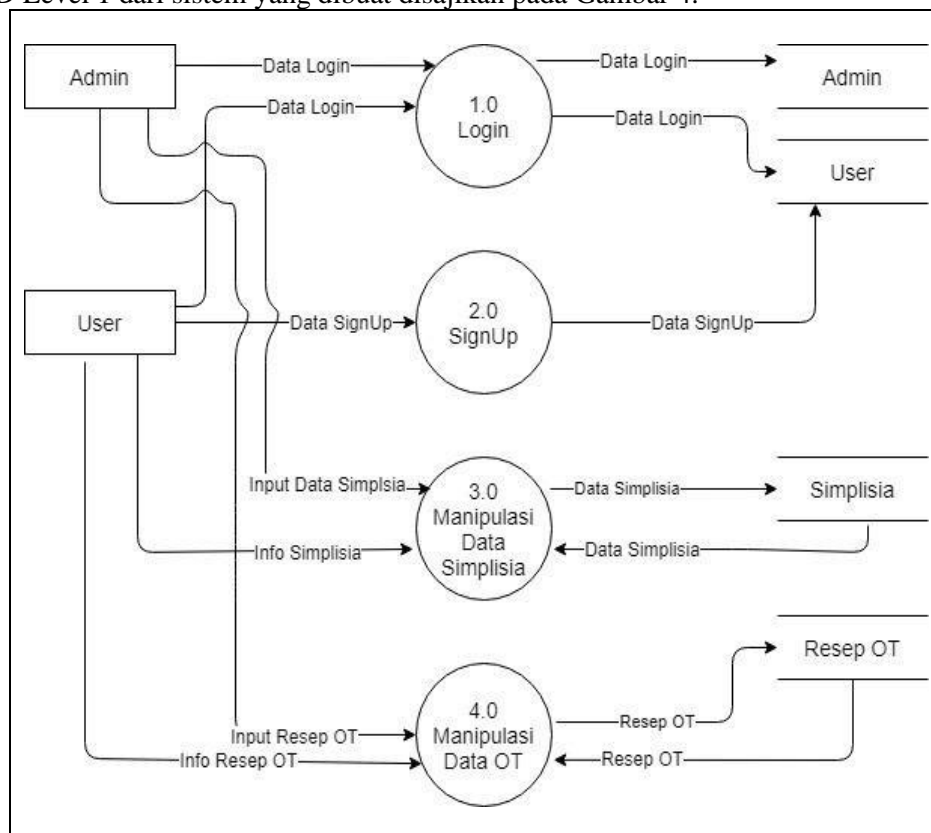 D Level 1 dari sistem yang dibuat disajikan pada Gambar 4.
Admin
Data Login
Data Login
Admin
Data Login
1.0
Login
Data Login
User
User
Data SignUp
2.0
SignUp
Data SignUp
Input Data Simplsia
3.0
Manipulasi
Data
Simplisia
Data Simplisia
Simplisia
Info Simplisia
Data Simplisia
Resep OT
Input Resep OT
4.0
Manipulasi
Data OT
Resep OT
Info Resep OT
Resep OT